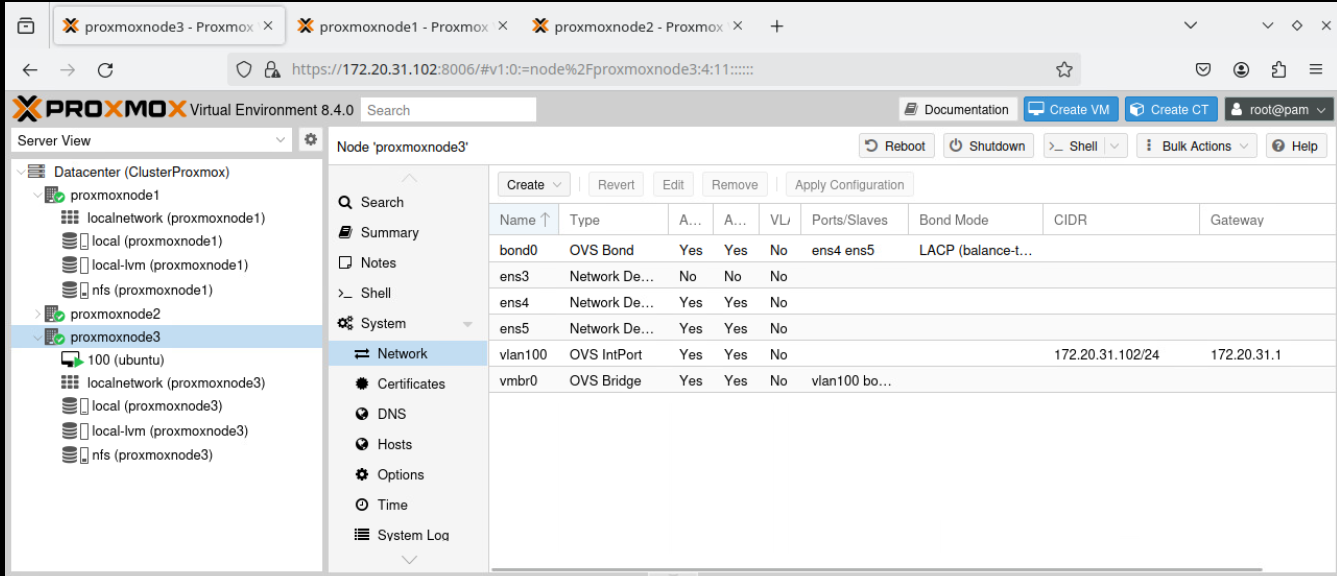 proxmoxnode3 - Proxmox
proxmoxnode1 - Proxmox
proxmoxnode2 - Proxmox
https://172.20.31.102:8006/#v1:0:=node%2Fproxmoxnode3:4:11::::::
PROXMOX Virtual Environment 8.4.0 Search Documentation Create VM Create CT root@pam
Server View
Node 'proxmoxnode3' Reboot Shutdown >_ Shell Bulk Actions Help
Datacenter (ClusterProxmox)
proxmoxnode1
localnetwork (proxmoxnode1)
local (proxmoxnode1)
local-lvm (proxmoxnode1)
nfs (proxmoxnode1)
proxmoxnode2
proxmoxnode3
100 (ubuntu)
localnetwork (proxmoxnode3)
local (proxmoxnode3)
local-lvm (proxmoxnode3)
nfs (proxmoxnode3)
Search
Summary
Notes
>_ Shell
System
Network
Certificates
DNS
Hosts
Options
Time
System Log
Create Revert Edit Remove Apply Configuration
Name Type A... A... VL Ports/Slaves Bond Mode CIDR Gateway
bond0 OVS Bond Yes Yes No ens4 ens5 LACP (balance-t...
ens3 Network De... No No No
ens4 Network De... Yes Yes No
ens5 Network De... Yes Yes No
vlan100 OVS IntPort Yes Yes No 172.20.31.102/24 172.20.31.1
vmbr0 OVS Bridge Yes Yes No vlan100 bo...